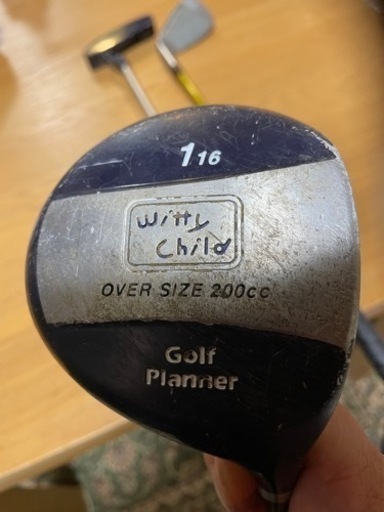 1 16
Witty
Child
OVER SIZE 200cc
Golf
Planner